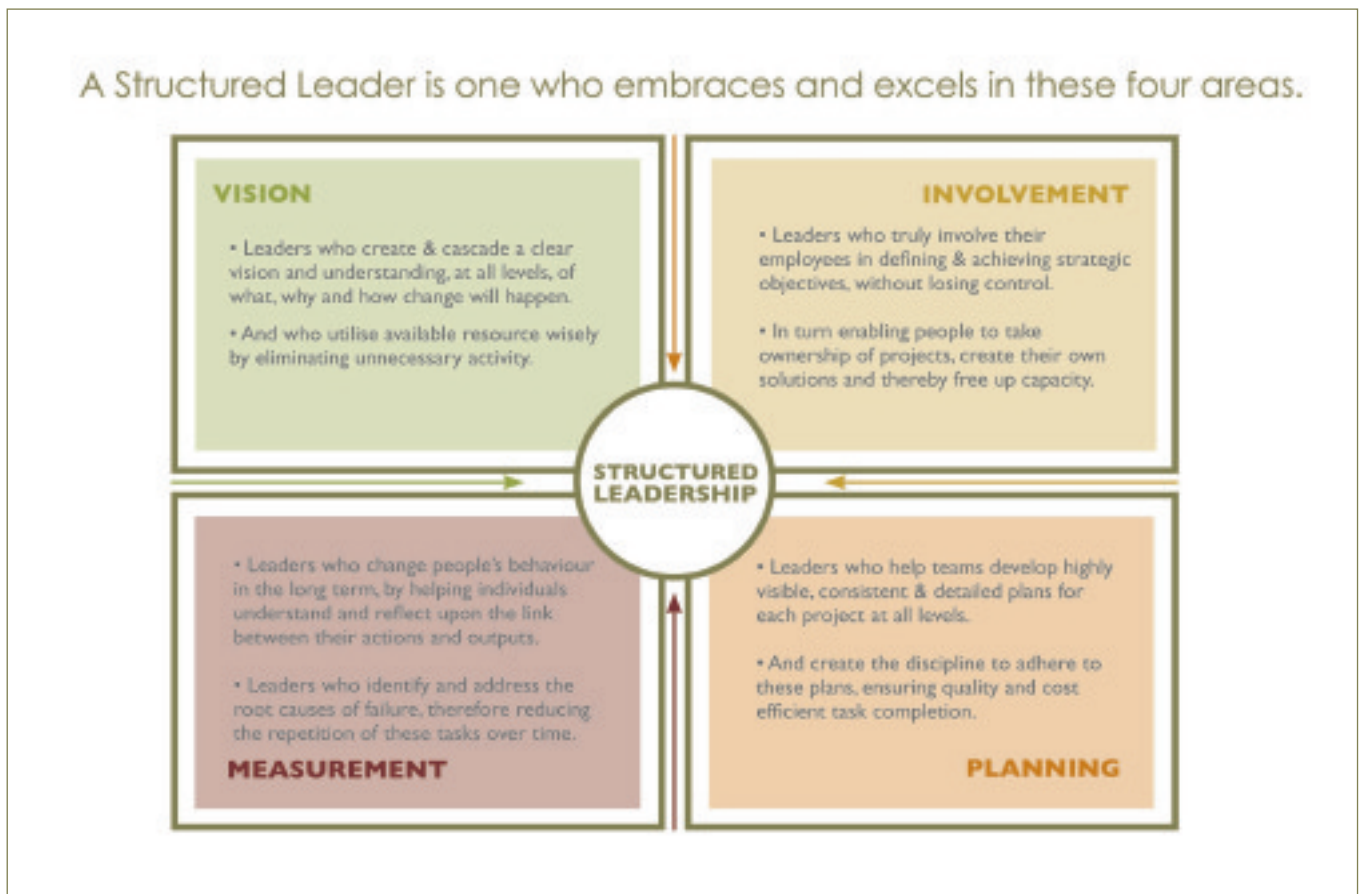 A Structured Leader is one who embraces and excels in these four areas.
VISION
• Leaders who create & cascade a clear
vision and understanding, at all levels, of
what, why and how change will happen.
• And who utilise available resource wisely
by eliminating unnecessary activity.
INVOLVEMENT
• Leaders who truly involve their
employees in defining & achieving strategic
objectives, without losing control.
• In turn enabling people to take
ownership of projects, create their own
solutions and thereby free up capacity.
STRUCTURED
LEADERSHIP
• Leaders who change people's behaviour
in the long term, by helping individuals
understand and reflect upon the link
between their actions and outputs.
• Leaders who identify and address the
root causes of failure, therefore reducing
the repetition of these tasks over time.
MEASUREMENT
• Leaders who help teams develop highly
visible, consistent & detailed plans for
each project at all levels.
• And create the discipline to adhere to
these plans, ensuring quality and cost
efficient task completion.
PLANNING